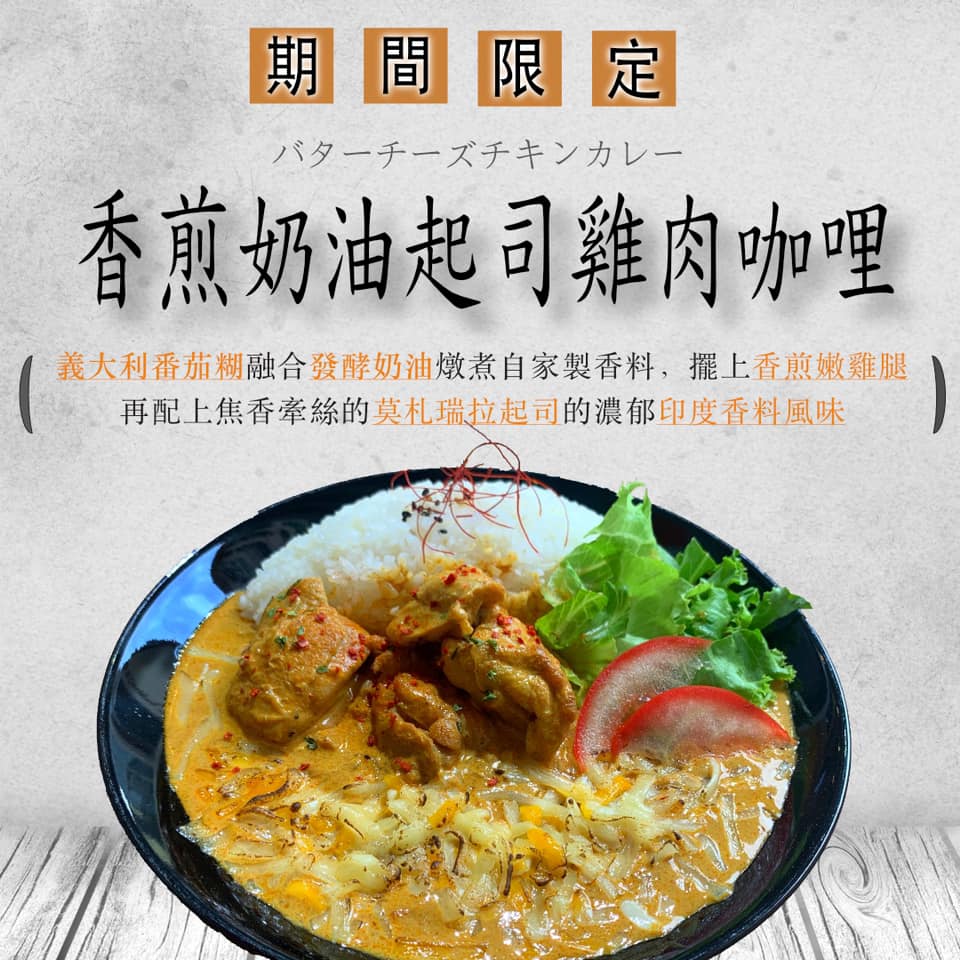 期間限定
バターチーズチキンカレー
香煎奶油起司雞肉咖哩
義大利番茄糊融合發酵奶油燉煮自家製香料，擺上香煎嫩雞腿
再配上焦香牽絲的莫札瑞拉起司的濃郁印度香料風味